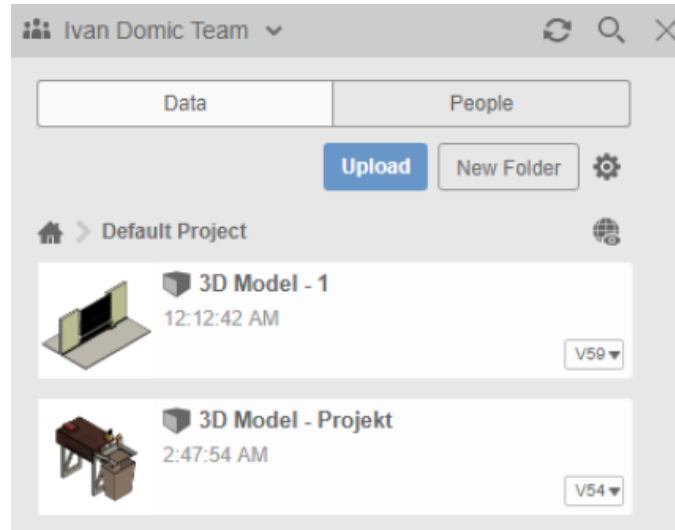 Ivan Domic Team
Data People
Upload New Folder
Default Project
3D Model - 1
12:12:42 AM
V59
3D Model - Projekt
2:47:54 AM
V54